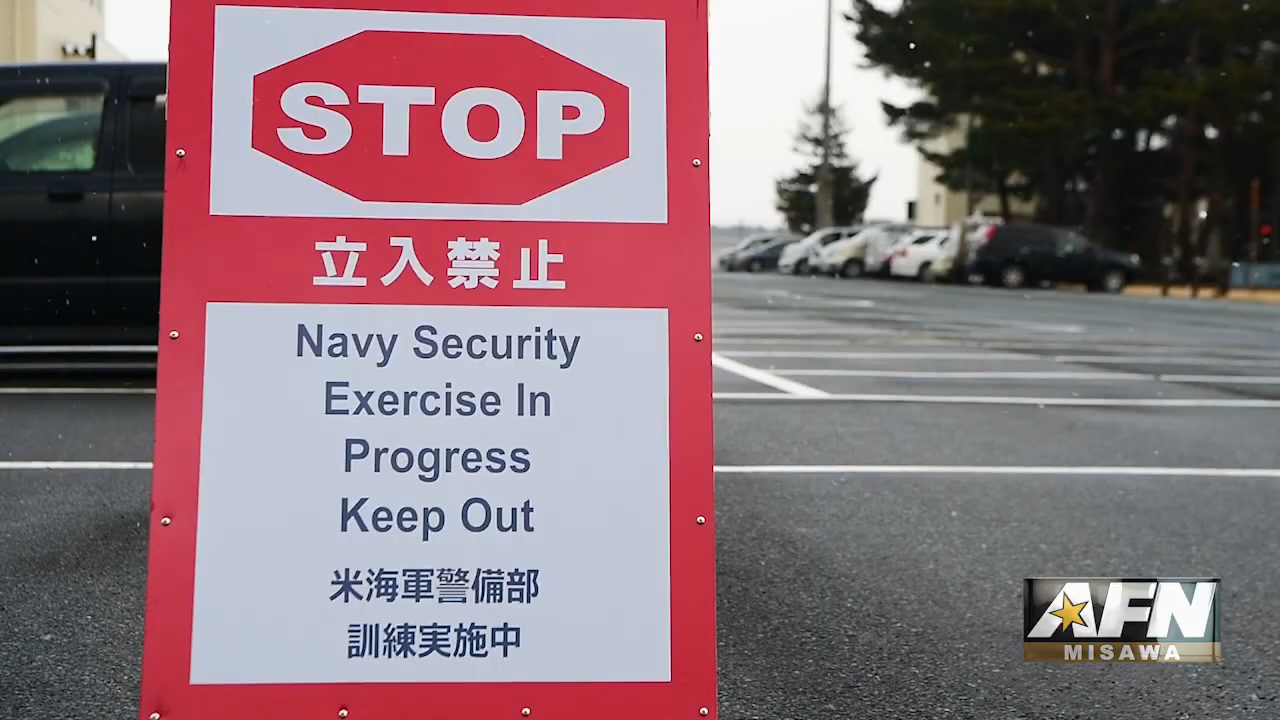 STOP
立入禁止
Navy Security
Exercise In
Progress
Keep Out
米海軍警備部
訓練実施中
AFN
MISAWA